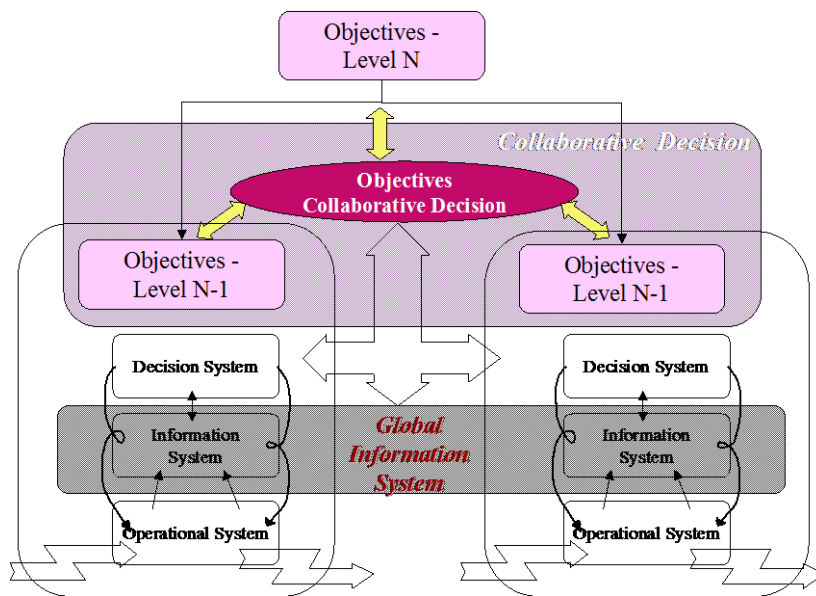 Objectives -
Level N
Collaborative Decision
Objectives
Collaborative Decision
Objectives -
Level N-1
Objectives -
Level N-1
Decision System
Decision System
Information
System
Global
Information
System
Information
System
Operational System
Operational System